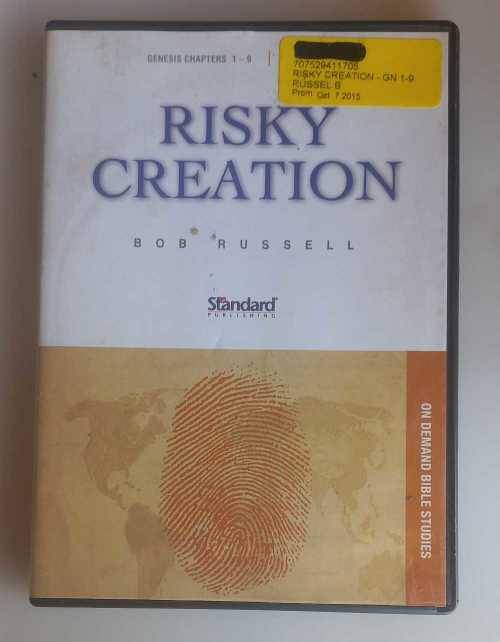 GENESIS CHAPTERS 1 - 9
707529411705
RISKY CREATION - GN 1-9
RUSSEL B
Prom Oct 7 2015
RISKY
CREATION
BOB RUSSELL
Standard
PUBLISHING
ON DEMAND BIBLE STUDIES